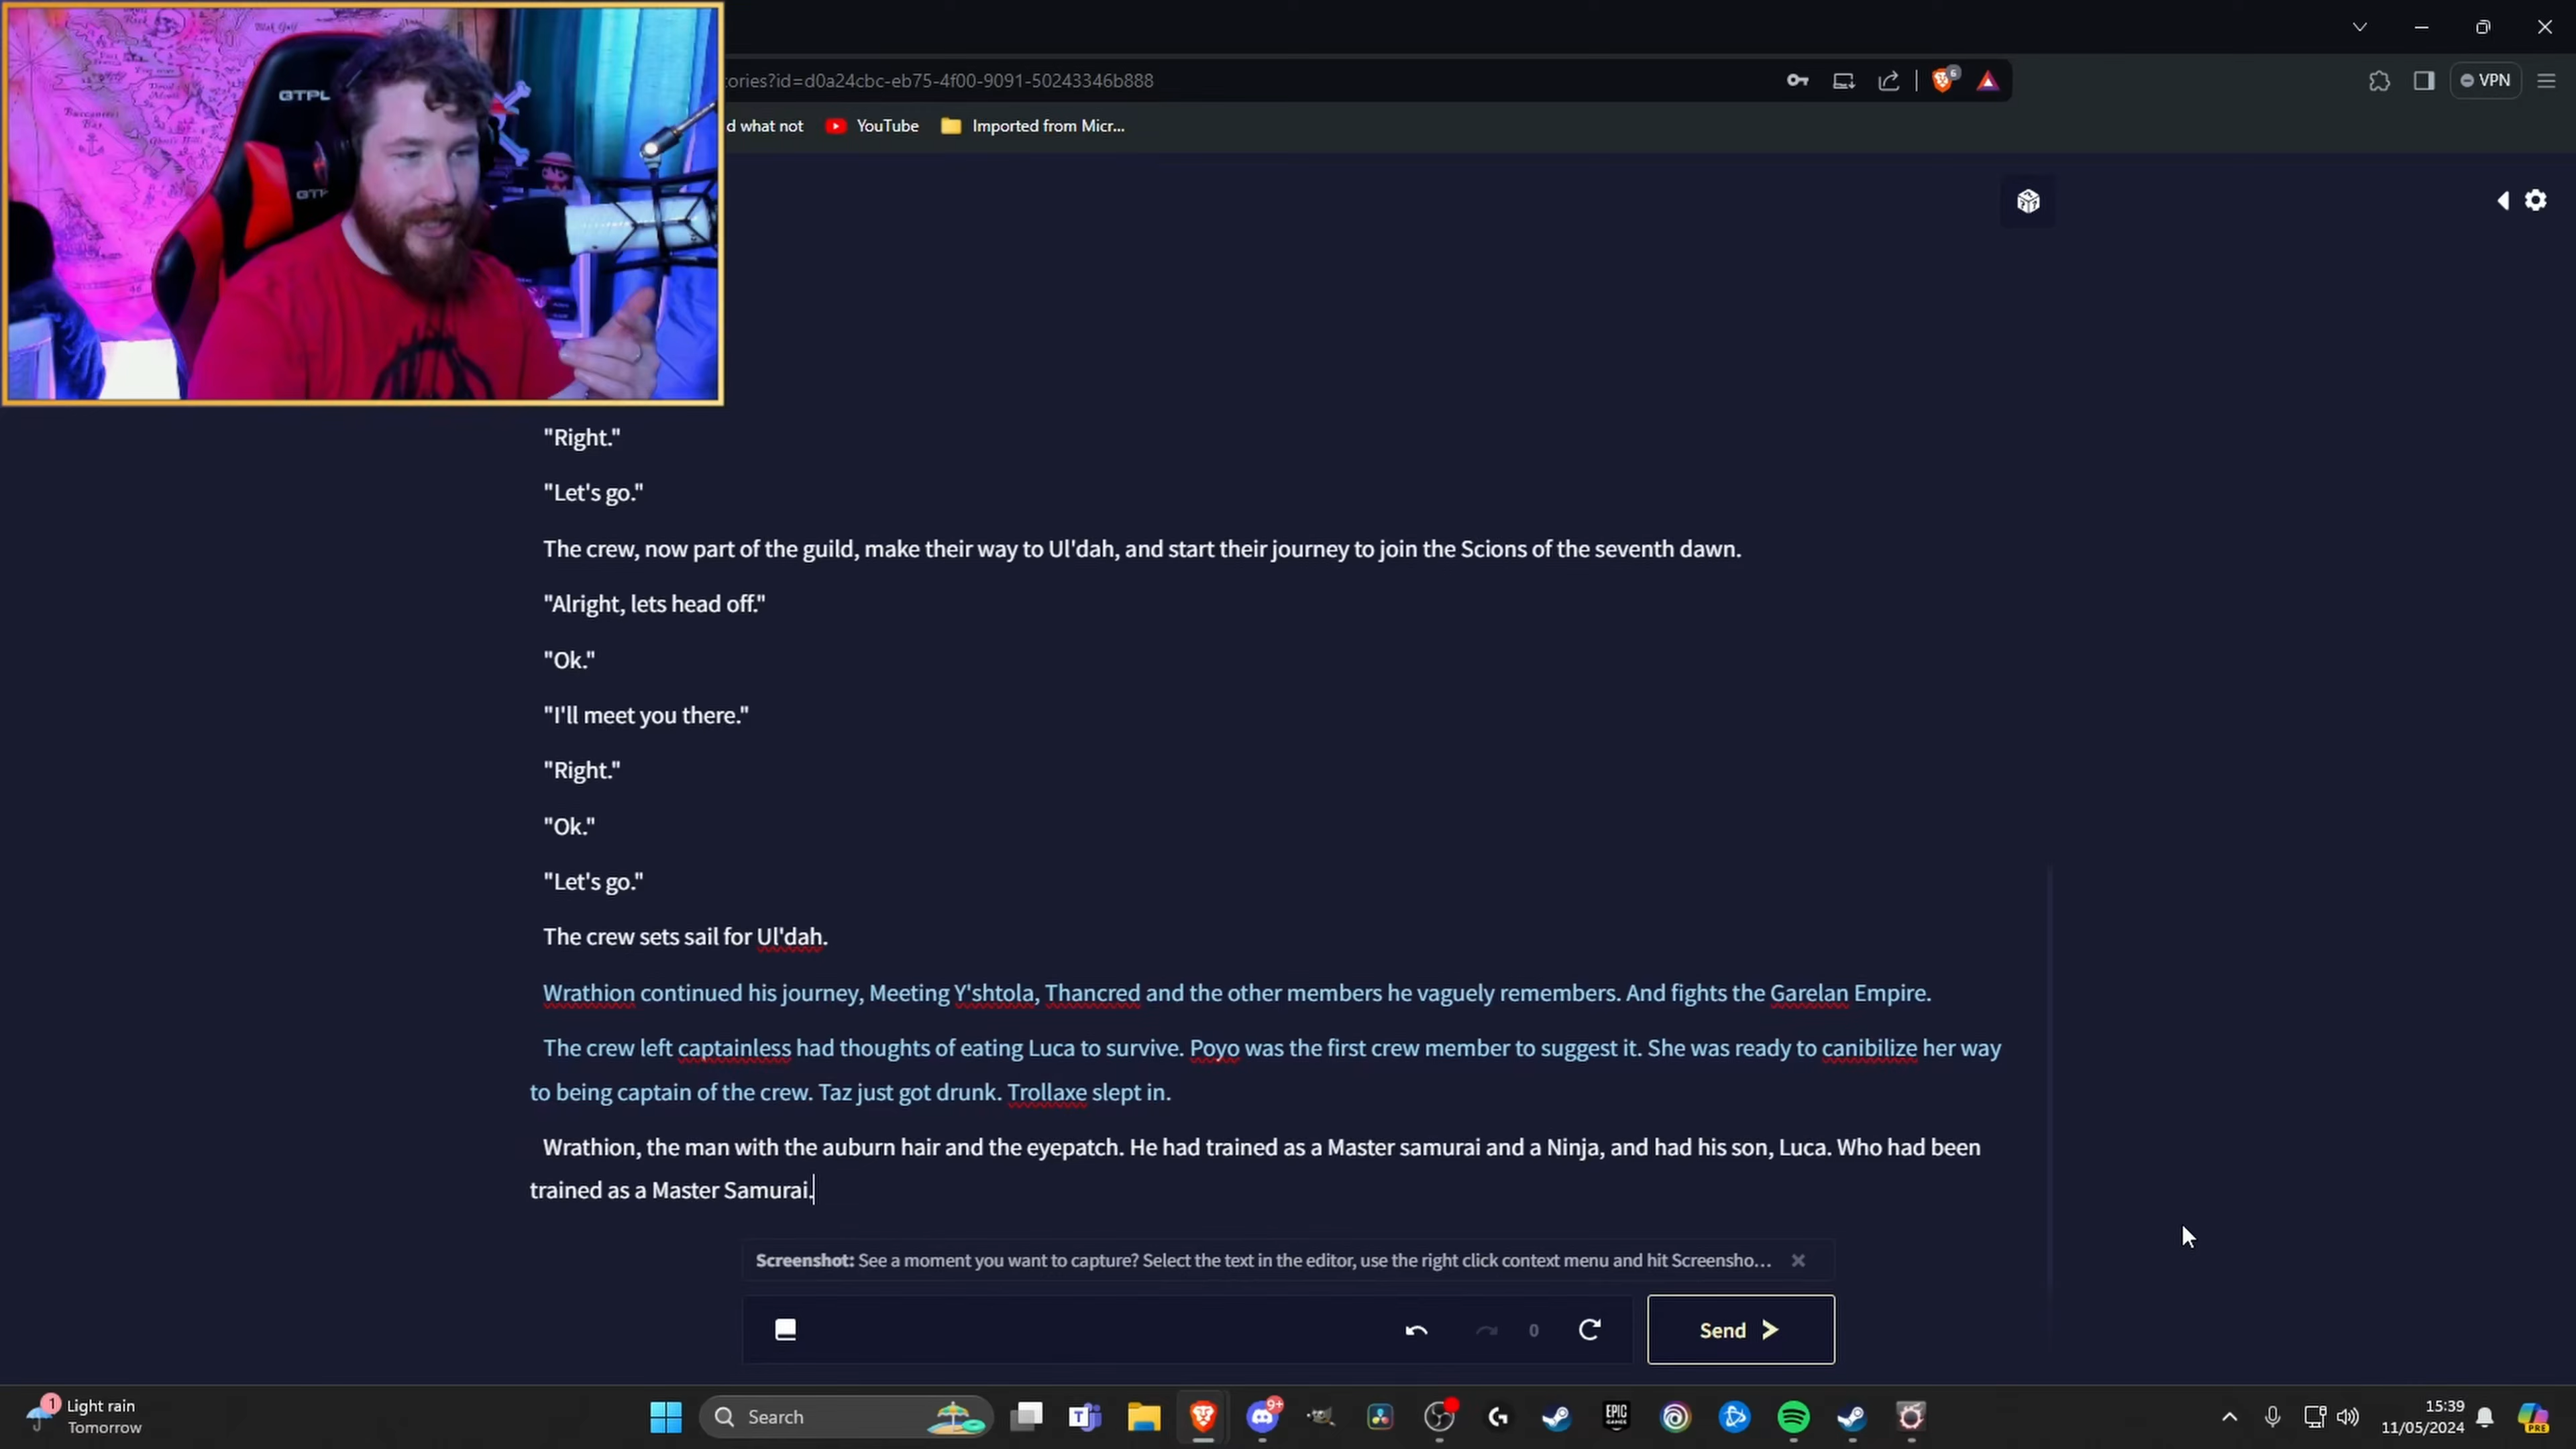 GTPL
GT
tories?id=d0a24cbc-eb75-4f00-9091-50243346b888
6
VPN
d what not
YouTube
Imported from Micr...
"Right."
"Let's go."
The crew, now part of the guild, make their way to Ul'dah, and start their journey to join the Scions of the seventh dawn.
"Alright, lets head off."
"Ok."
"I'll meet you there."
"Right."
"Ok."
"Let's go."
The crew sets sail for Ul'dah.
Wrathion continued his journey, Meeting Y'shtola, Thancred and the other members he vaguely remembers. And fights the Garelan Empire.
The crew left captainless had thoughts of eating Luca to survive. Poyo was the first crew member to suggest it. She was ready to canibilize her way
to being captain of the crew. Taz just got drunk. Trollaxe slept in.
Wrathion, the man with the auburn hair and the eyepatch. He had trained as a Master samurai and a Ninja, and had his son, Luca. Who had been
trained as a Master Samurai.
Screenshot: See a moment you want to capture? Select the text in the editor, use the right click context menu and hit Screensho...
0
Send
1
Light rain
Tomorrow
Search
9+
EPIC
GAMES
15:39
11/05/2024
PRE